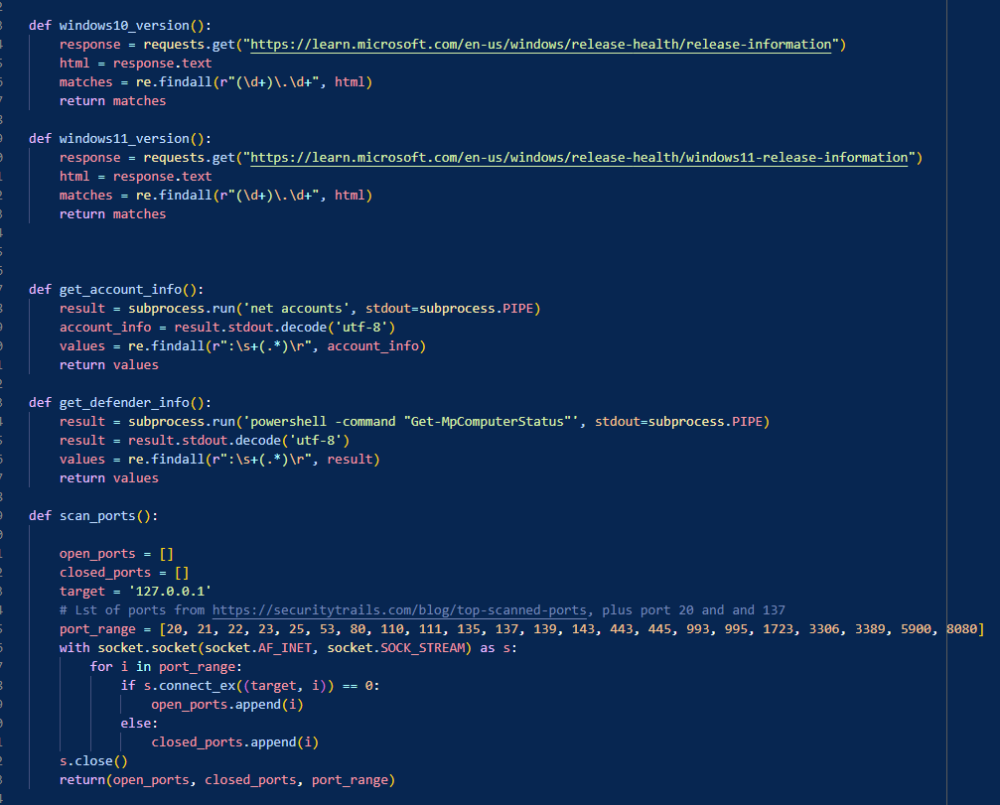 def windows10_version():
    response = requests.get("https://learn.microsoft.com/en-us/windows/release-health/release-information")
    html = response.text
    matches = re.findall(r"(\d+)\.\d+", html)
    return matches

def windows11_version():
    response = requests.get("https://learn.microsoft.com/en-us/windows/release-health/windows11-release-information")
    html = response.text
    matches = re.findall(r"(\d+)\.\d+", html)
    return matches

def get_account_info():
    result = subprocess.run('net accounts', stdout=subprocess.PIPE)
    account_info = result.stdout.decode('utf-8')
    values = re.findall(r":\s+(.*)\r", account_info)
    return values

def get_defender_info():
    result = subprocess.run('powershell -command "Get-MpComputerStatus"', stdout=subprocess.PIPE)
    result = result.stdout.decode('utf-8')
    values = re.findall(r":\s+(.*)\r", result)
    return values

def scan_ports():

    open_ports = []
    closed_ports = []
    target = '127.0.0.1'
    # Lst of ports from https://securitytrails.com/blog/top-scanned-ports, plus port 20 and and 137
    port_range = [20, 21, 22, 23, 25, 53, 80, 110, 111, 135, 137, 139, 143, 443, 445, 993, 995, 1723, 3306, 3389, 5900, 8080]
    with socket.socket(socket.AF_INET, socket.SOCK_STREAM) as s:
        for i in port_range:
            if s.connect_ex((target, i)) == 0:
                open_ports.append(i)
            else:
                closed_ports.append(i)
    s.close()
    return(open_ports, closed_ports, port_range)